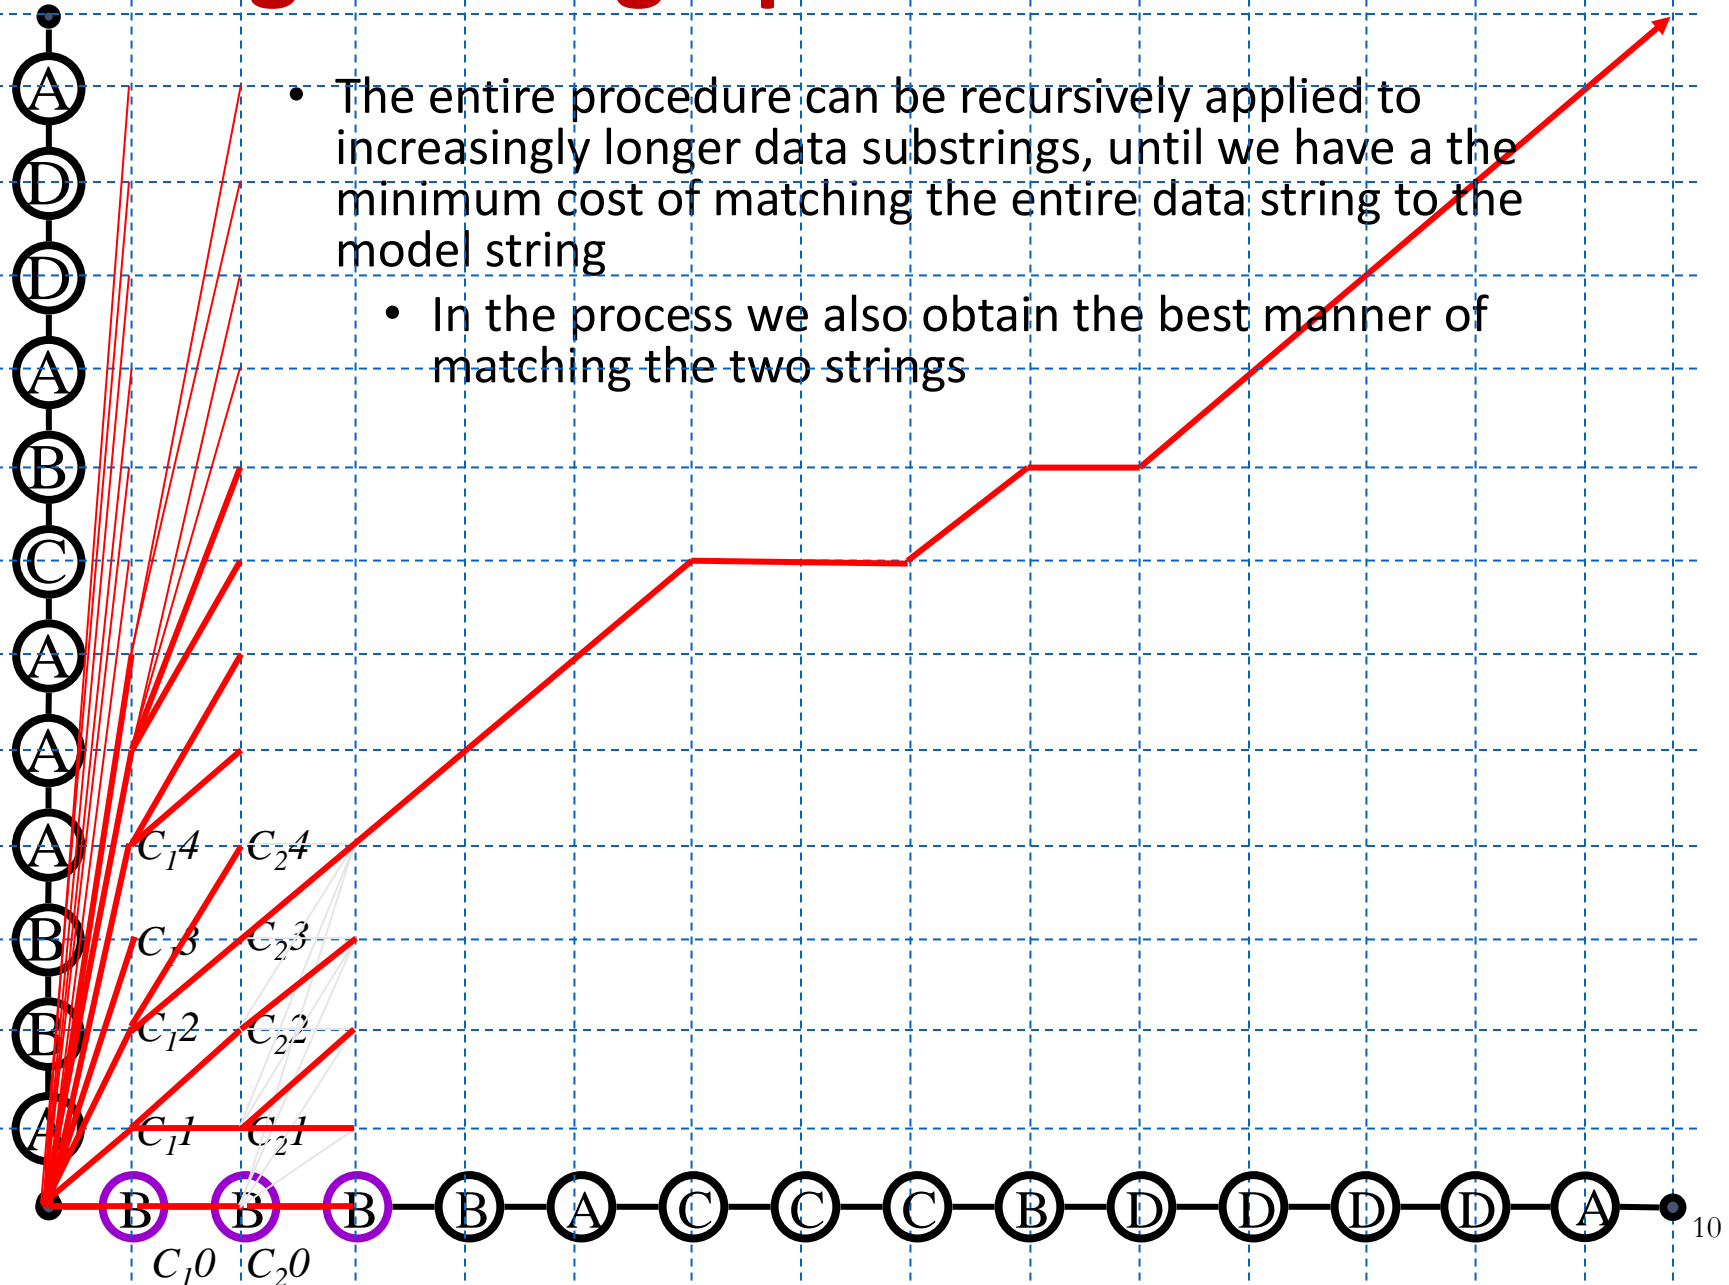 • The entire procedure can be recursively applied to
increasingly longer data substrings, until we have a the
minimum cost of matching the entire data string to the
model string
• In the process we also obtain the best manner of
matching the two strings
A
D
D
A
B
C
A
A
A
B
B
A
C₁4 C₂4
C₁3 C₂3
C₁2 C₂2
C₁1 C₂1
B B B B A C C C B D D D D A
C₁0 C₂0
10